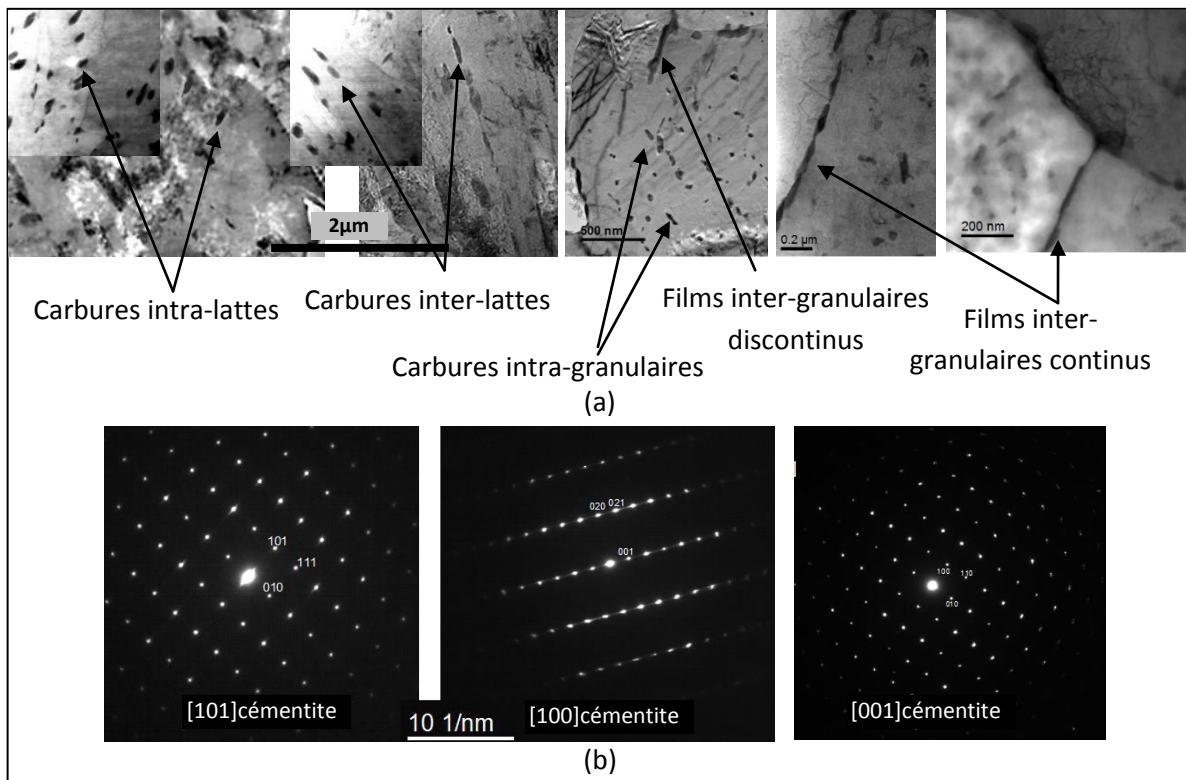 2µm
500 nm
0.2 µm
200 nm
Carbures intra-lattes
Carbures inter-lattes
Carbures intra-granulaires
Films inter-granulaires
discontinus
Films inter-
granulaires continus
(a)
101
111
010
[101]cémentite
020 021
001
[100]cémentite
10 1/nm
100
110
010
[001]cémentite
(b)